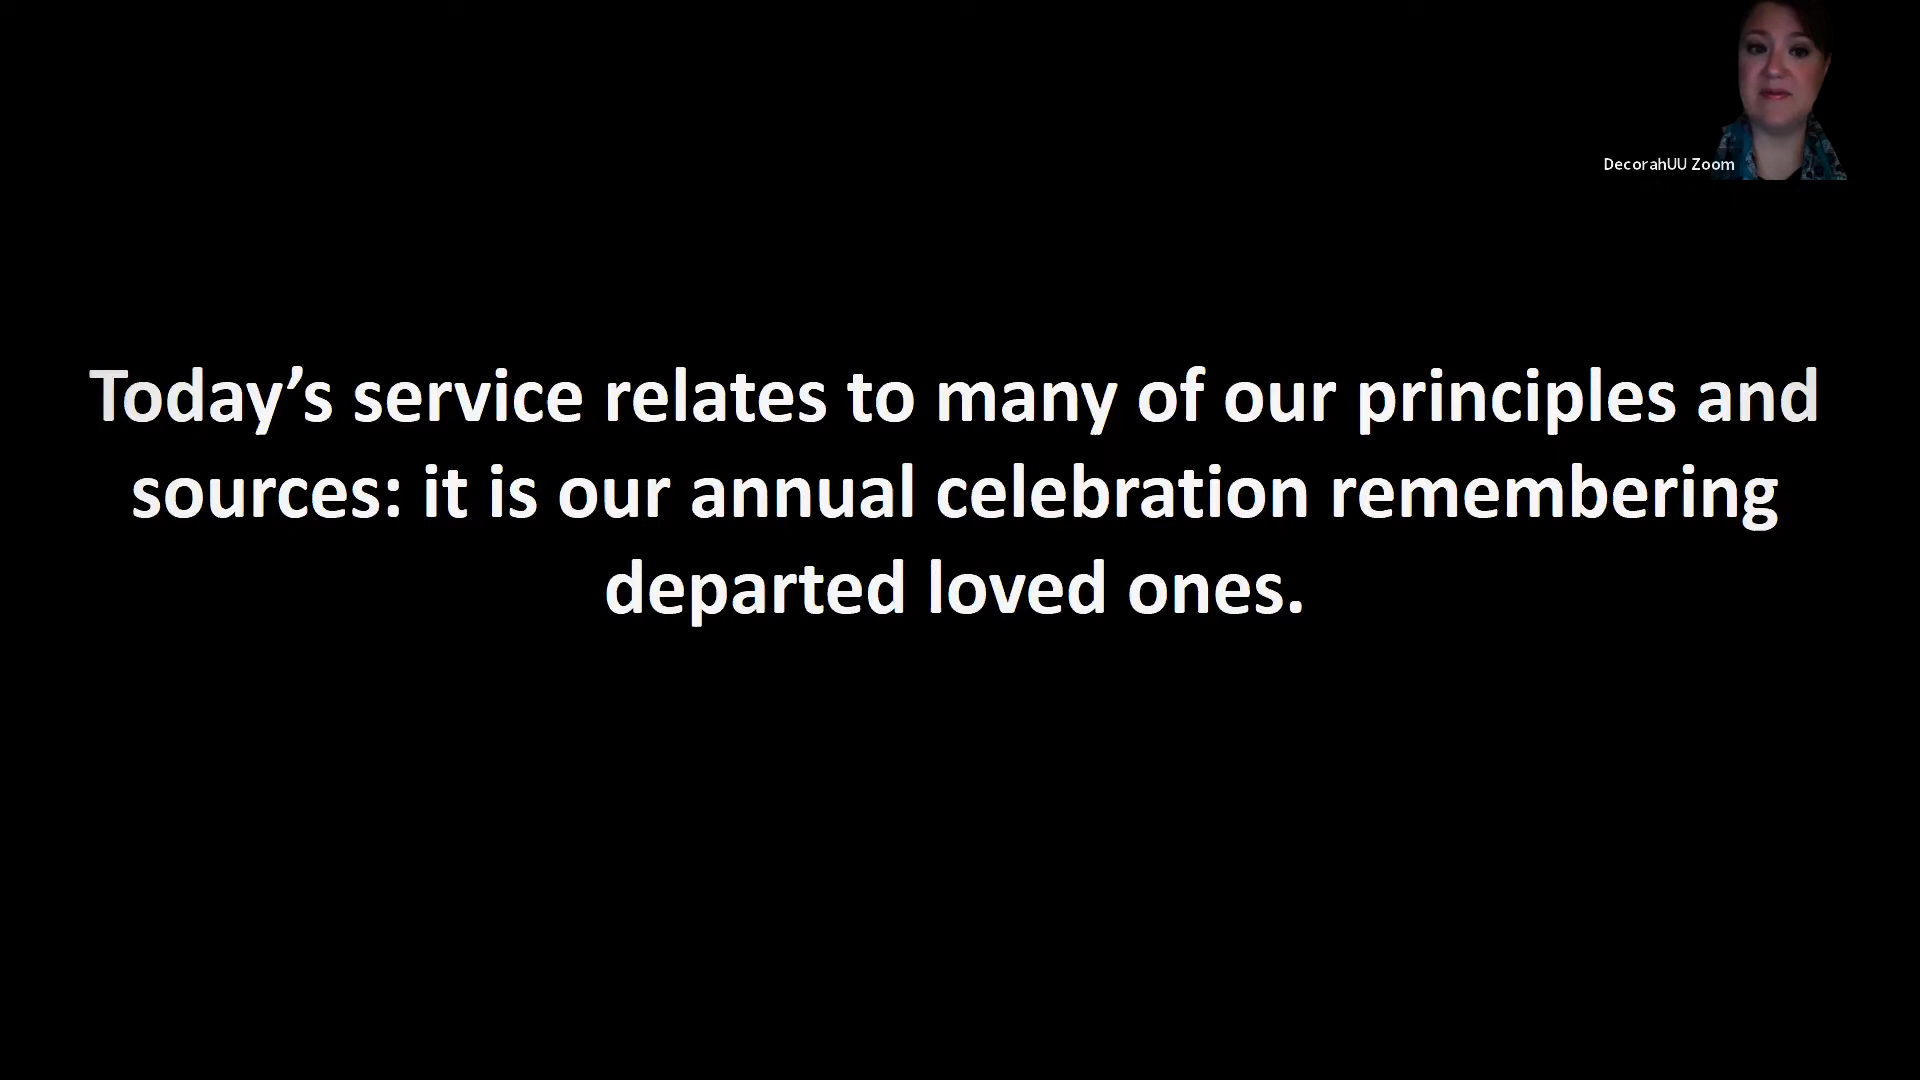 DecorahUU Zoom
Today’s service relates to many of our principles and
sources: it is our annual celebration remembering
departed loved ones.